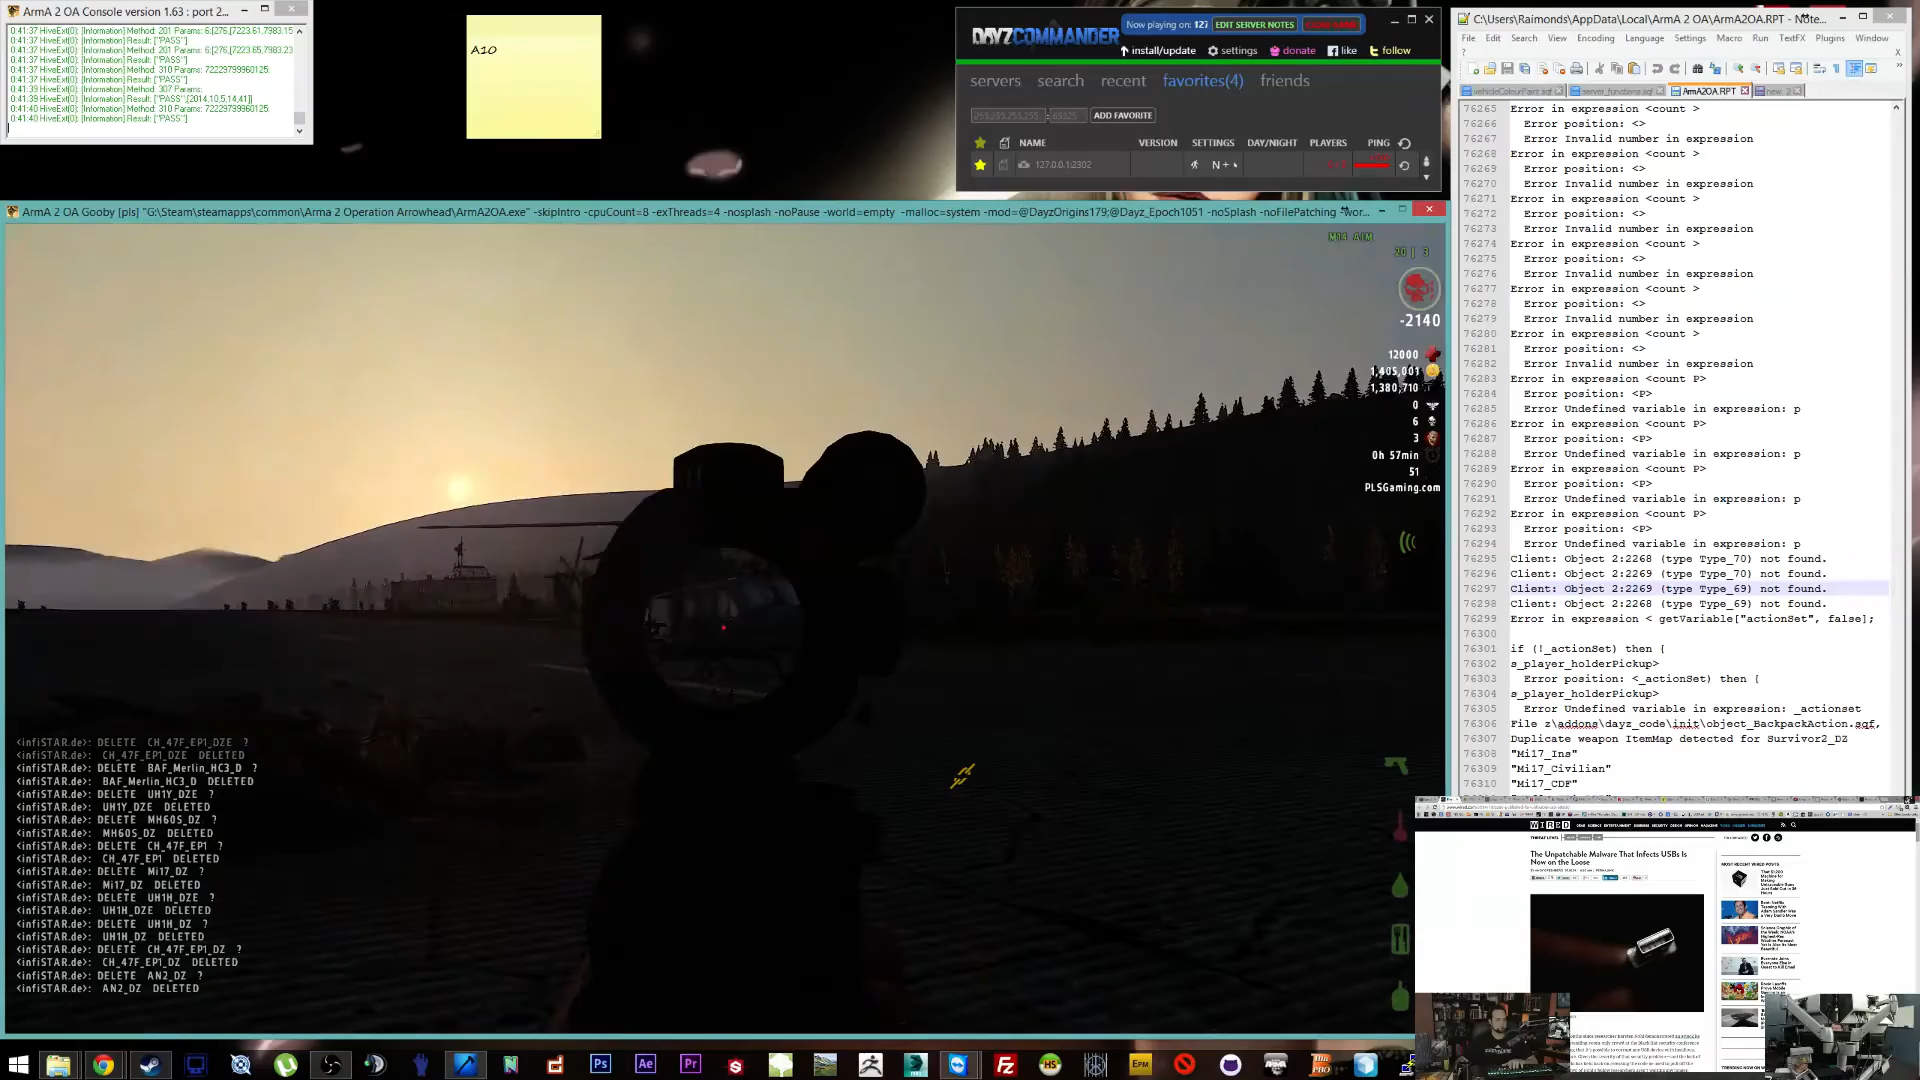 ArmA 2 OA Console version 1.63 : port 2...
0:41:37 HiveExt[0]: [Information] Method: 201 Params: 6:[276,[7223.61,7983.15
0:41:37 HiveExt[0]: [Information] Result: ["PASS"]
0:41:37 HiveExt[0]: [Information] Method: 201 Params: 6:[276,[7223.65,7983.23
0:41:37 HiveExt[0]: [Information] Result: ["PASS"]
0:41:37 HiveExt[0]: [Information] Method: 310 Params: 72229799960125:
0:41:37 HiveExt[0]: [Information] Result: ["PASS"]
0:41:39 HiveExt[0]: [Information] Method: 307 Params:
0:41:39 HiveExt[0]: [Information] Result: ["PASS",[2014,10,5,14,41]]
0:41:40 HiveExt[0]: [Information] Method: 310 Params: 72229799960125:
0:41:40 HiveExt[0]: [Information] Result: ["PASS"]
A10
DAYZCOMMANDER
Now playing on: 127 EDIT SERVER NOTES
install/update settings donate like follow
servers search recent favorites(4) friends
255.255.255.255 : 65525 ADD FAVORITE
NAME VERSION SETTINGS DAY/NIGHT PLAYERS PING
127.0.0.1:2302 N +
ArmA 2 OA Gooby [pls] "G:\Steam\steamapps\common\Arma 2 Operation Arrowhead\ArmA2OA.exe" -skipIntro -cpuCount=8 -exThreads=4 -nosplash -noPause -world=empty -malloc=system -mod=@DayzOrigins179;@Dayz_Epoch1051 -noSplash -noFilePatching -wor...
M14 AIM
20 | 3
-2140
12000
1,405,001
1,380,710
0
6
3
0h 57min
51
PLSGaming.com
<infiSTAR.de>: DELETE CH_47F_EP1_DZE ?
<infiSTAR.de>: CH_47F_EP1_DZE DELETED
<infiSTAR.de>: DELETE BAF_Merlin_HC3_D ?
<infiSTAR.de>: BAF_Merlin_HC3_D DELETED
<infiSTAR.de>: DELETE UH1Y_DZE ?
<infiSTAR.de>: UH1Y_DZE DELETED
<infiSTAR.de>: DELETE MH60S_DZ ?
<infiSTAR.de>: MH60S_DZ DELETED
<infiSTAR.de>: DELETE CH_47F_EP1 ?
<infiSTAR.de>: CH_47F_EP1 DELETED
<infiSTAR.de>: DELETE Mi17_DZ ?
<infiSTAR.de>: Mi17_DZ DELETED
<infiSTAR.de>: DELETE UH1H_DZE ?
<infiSTAR.de>: UH1H_DZE DELETED
<infiSTAR.de>: DELETE UH1H_DZ ?
<infiSTAR.de>: UH1H_DZ DELETED
<infiSTAR.de>: DELETE CH_47F_EP1_DZ ?
<infiSTAR.de>: CH_47F_EP1_DZ DELETED
<infiSTAR.de>: DELETE AN2_DZ ?
<infiSTAR.de>: AN2_DZ DELETED
C:\Users\Raimonds\AppData\Local\ArmA 2 OA\ArmA2OA.RPT - Note...
File Edit Search View Encoding Language Settings Macro Run TextFX Plugins Window
?
vehicleColourPaint.sqf server_functions.sqf ArmA2OA.RPT new 2
76265 Error in expression <count >
76266 Error position: <>
76267 Error Invalid number in expression
76268 Error in expression <count >
76269 Error position: <>
76270 Error Invalid number in expression
76271 Error in expression <count >
76272 Error position: <>
76273 Error Invalid number in expression
76274 Error in expression <count >
76275 Error position: <>
76276 Error Invalid number in expression
76277 Error in expression <count >
76278 Error position: <>
76279 Error Invalid number in expression
76280 Error in expression <count >
76281 Error position: <>
76282 Error Invalid number in expression
76283 Error in expression <count P>
76284 Error position: <P>
76285 Error Undefined variable in expression: p
76286 Error in expression <count P>
76287 Error position: <P>
76288 Error Undefined variable in expression: p
76289 Error in expression <count P>
76290 Error position: <P>
76291 Error Undefined variable in expression: p
76292 Error in expression <count P>
76293 Error position: <P>
76294 Error Undefined variable in expression: p
76295 Client: Object 2:2268 (type Type_70) not found.
76296 Client: Object 2:2269 (type Type_70) not found.
76297 Client: Object 2:2269 (type Type_69) not found.
76298 Client: Object 2:2268 (type Type_69) not found.
76299 Error in expression < getVariable["actionSet", false];
76300
76301 if (!_actionSet) then {
76302 s_player_holderPickup>
76303 Error position: <_actionSet) then {
76304 s_player_holderPickup>
76305 Error Undefined variable in expression: _actionset
76306 File z\addons\dayz_code\init\object_BackpackAction.sqf,
76307 Duplicate weapon ItemMap detected for Survivor2_DZ
76308 "Mi17_Ins"
76309 "Mi17_Civilian"
76310 "Mi17_CDF"
WIRED
THREAT LEVEL
The Unpatchable Malware That Infects USBs Is
Now on the Loose
MOST RECENT WIRED POSTS